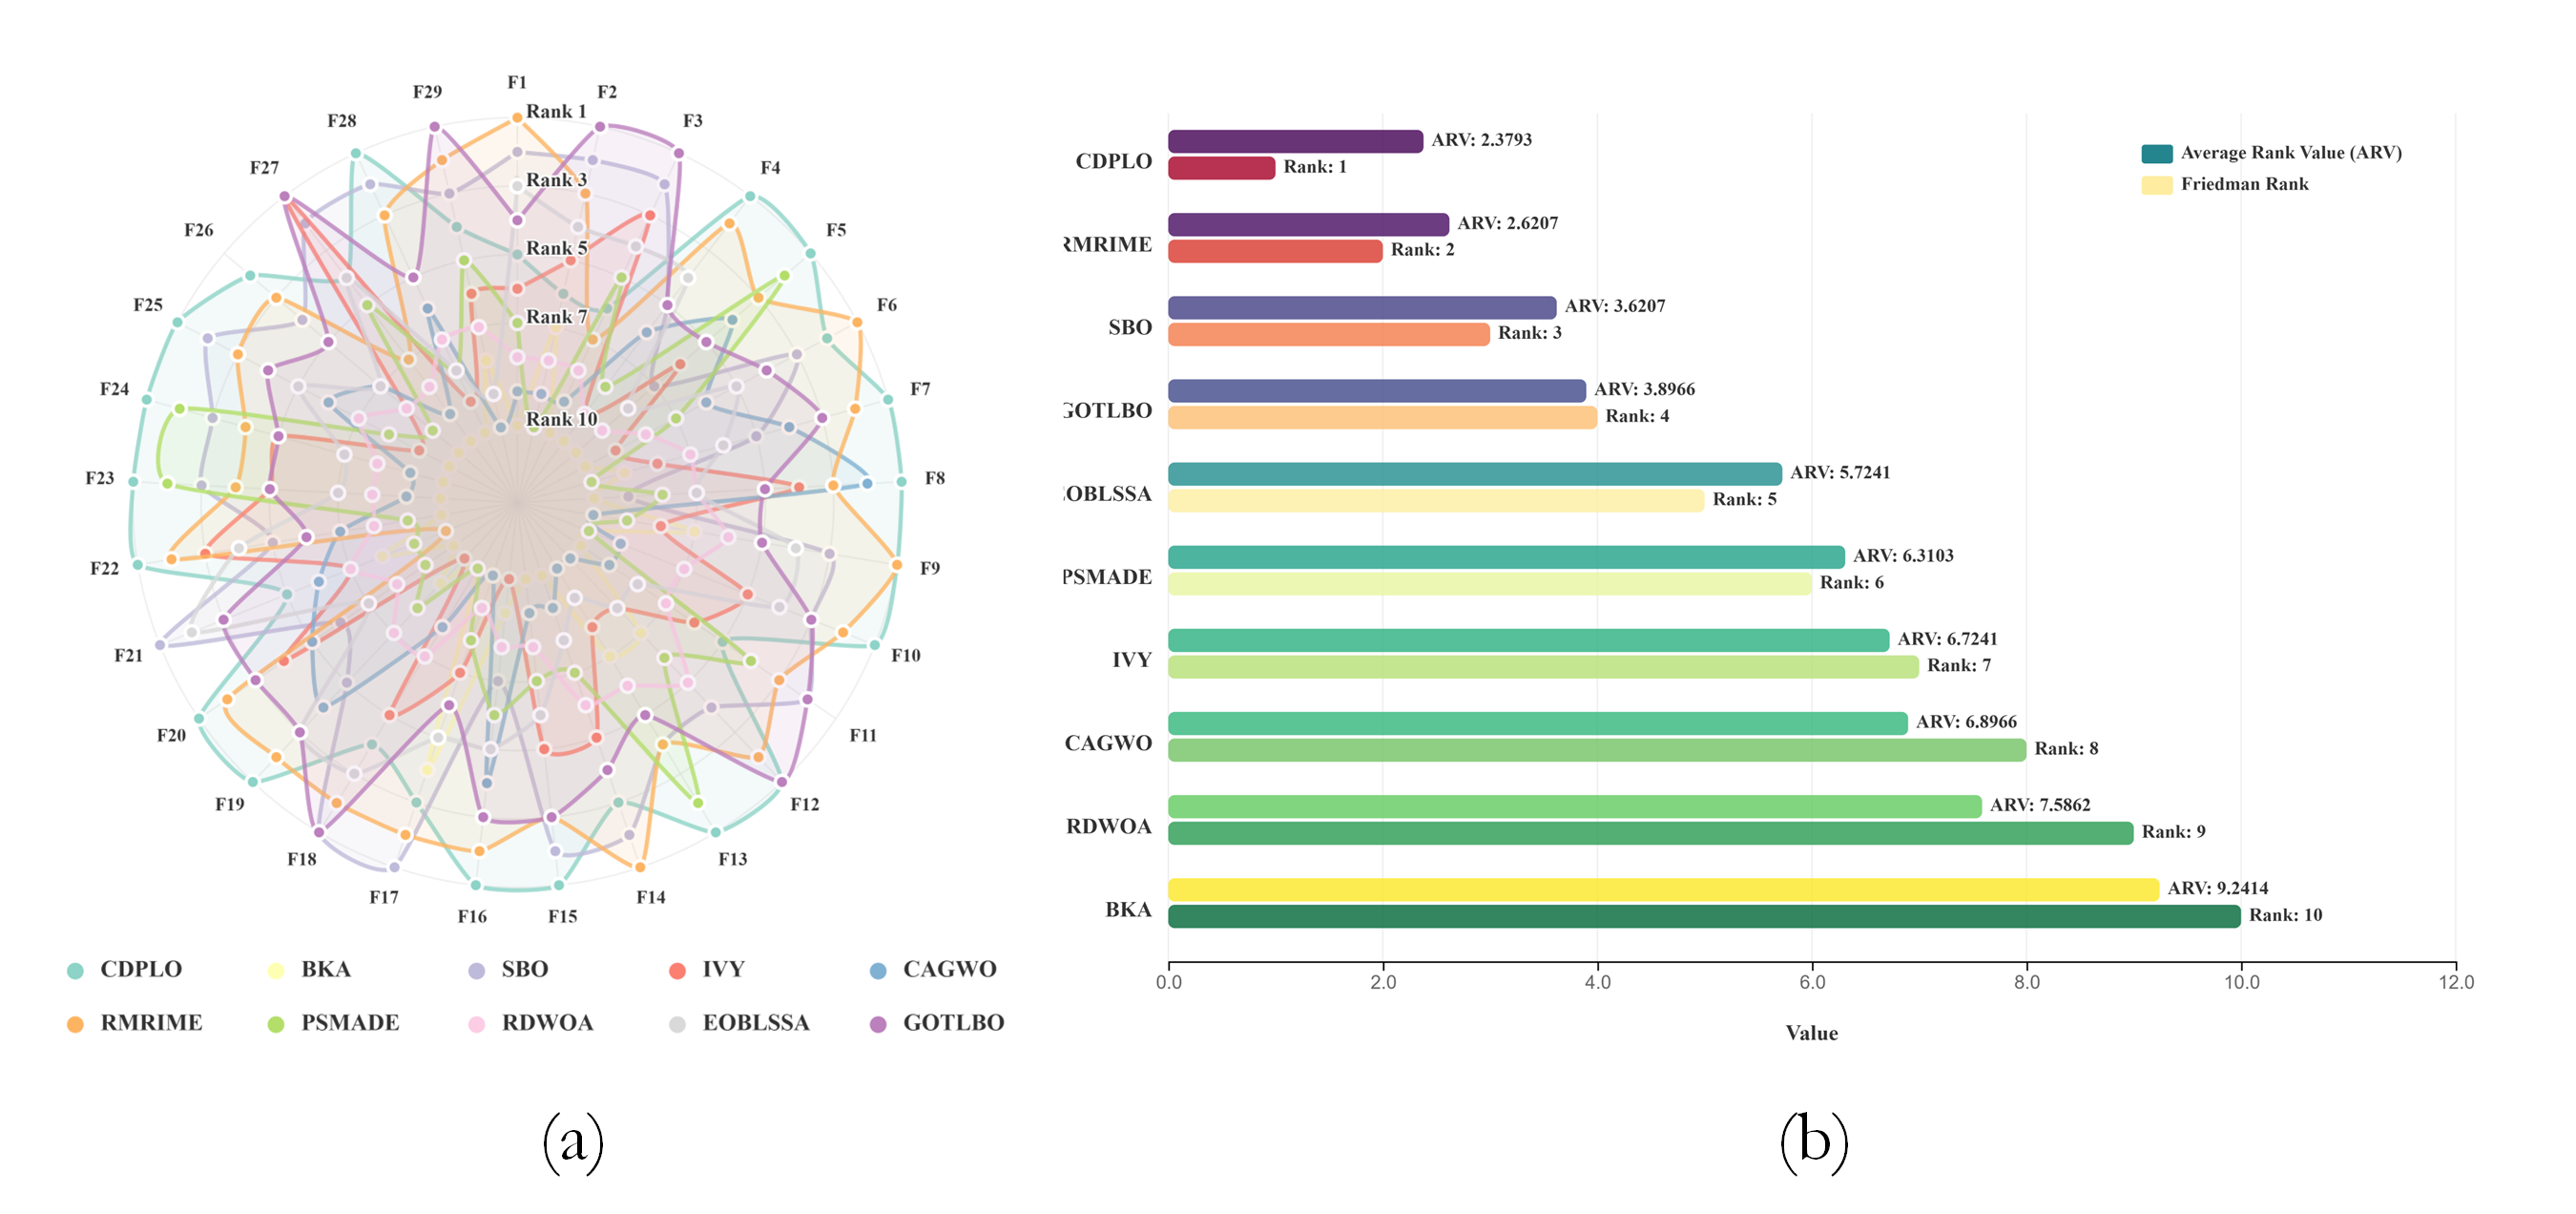 F1
F2
F3
F4
F5
F6
F7
F8
F9
F10
F11
F12
F13
F14
F15
F16
F17
F18
F19
F20
F21
F22
F23
F24
F25
F26
F27
F28
F29
Rank 1
Rank 3
Rank 5
Rank 7
Rank 10
CDPLO BKA SBO IVY CAGWO
RMRIME PSMADE RDWOA EOBLSSA GOTLBO
(a)
Average Rank Value (ARV)
Friedman Rank
CDPLO ARV: 2.3793
Rank: 1
RMRIME ARV: 2.6207
Rank: 2
SBO ARV: 3.6207
Rank: 3
GOTLBO ARV: 3.8966
Rank: 4
EOBLSSA ARV: 5.7241
Rank: 5
PSMADE ARV: 6.3103
Rank: 6
IVY ARV: 6.7241
Rank: 7
CAGWO ARV: 6.8966
Rank: 8
RDWOA ARV: 7.5862
Rank: 9
BKA ARV: 9.2414
Rank: 10
0.0 2.0 4.0 6.0 8.0 10.0 12.0
Value
(b)